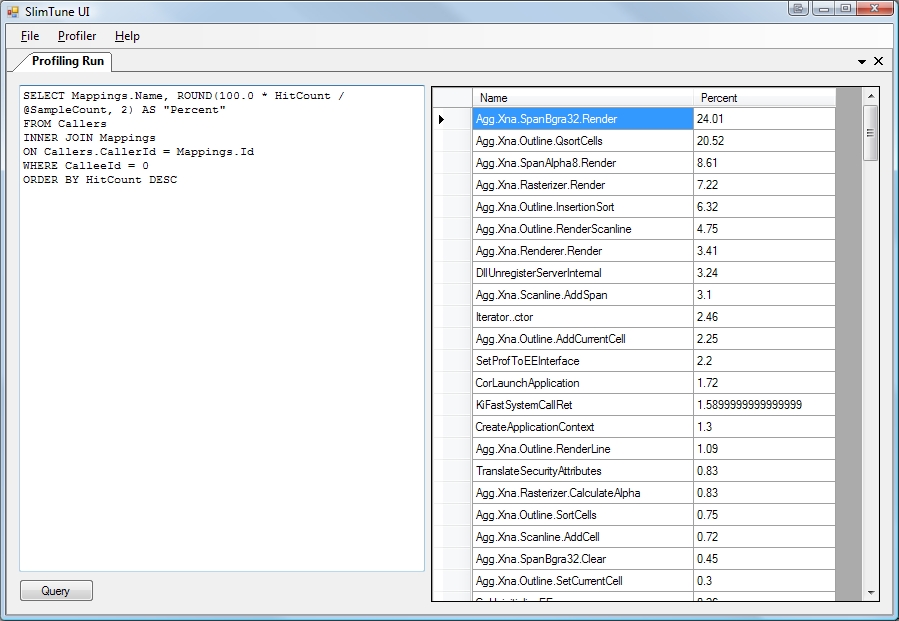 SlimTune UI
File Profiler Help
Profiling Run
SELECT Mappings.Name, ROUND(100.0 * HitCount /
@SampleCount, 2) AS "Percent"
FROM Callers
INNER JOIN Mappings
ON Callers.CallerId = Mappings.Id
WHERE CalleeId = 0
ORDER BY HitCount DESC
Query
Name Percent
Agg.Xna.SpanBgra32.Render 24.01
Agg.Xna.Outline.QsortCells 20.52
Agg.Xna.SpanAlpha8.Render 8.61
Agg.Xna.Rasterizer.Render 7.22
Agg.Xna.Outline.InsertionSort 6.32
Agg.Xna.Outline.RenderScanline 4.75
Agg.Xna.Renderer.Render 3.41
DllUnregisterServerInternal 3.24
Agg.Xna.Scanline.AddSpan 3.1
Iterator..ctor 2.46
Agg.Xna.Outline.AddCurrentCell 2.25
SetProfToEEInterface 2.2
CorLaunchApplication 1.72
KiFastSystemCallRet 1.5899999999999999
CreateApplicationContext 1.3
Agg.Xna.Outline.RenderLine 1.09
TranslateSecurityAttributes 0.83
Agg.Xna.Rasterizer.CalculateAlpha 0.83
Agg.Xna.Outline.SortCells 0.75
Agg.Xna.Scanline.AddCell 0.72
Agg.Xna.SpanBgra32.Clear 0.45
Agg.Xna.Outline.SetCurrentCell 0.3